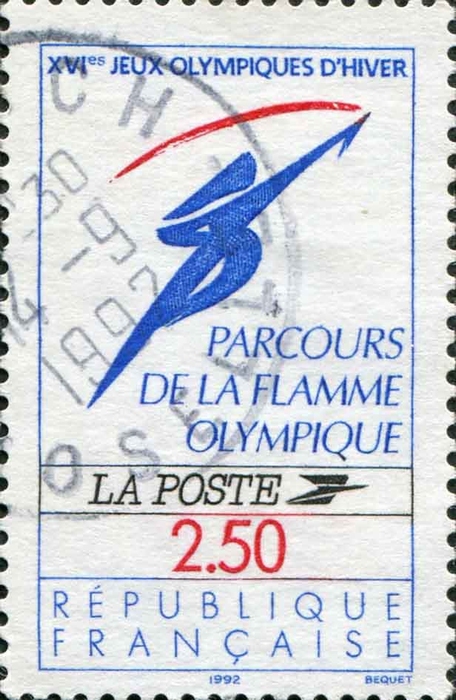 XVIes JEUX OLYMPIQUES D'HIVER
PARCOURS
DE LA FLAMME
OLYMPIQUE
LA POSTE
2.50
RÉPUBLIQUE
FRANÇAISE
1992 BEQUET